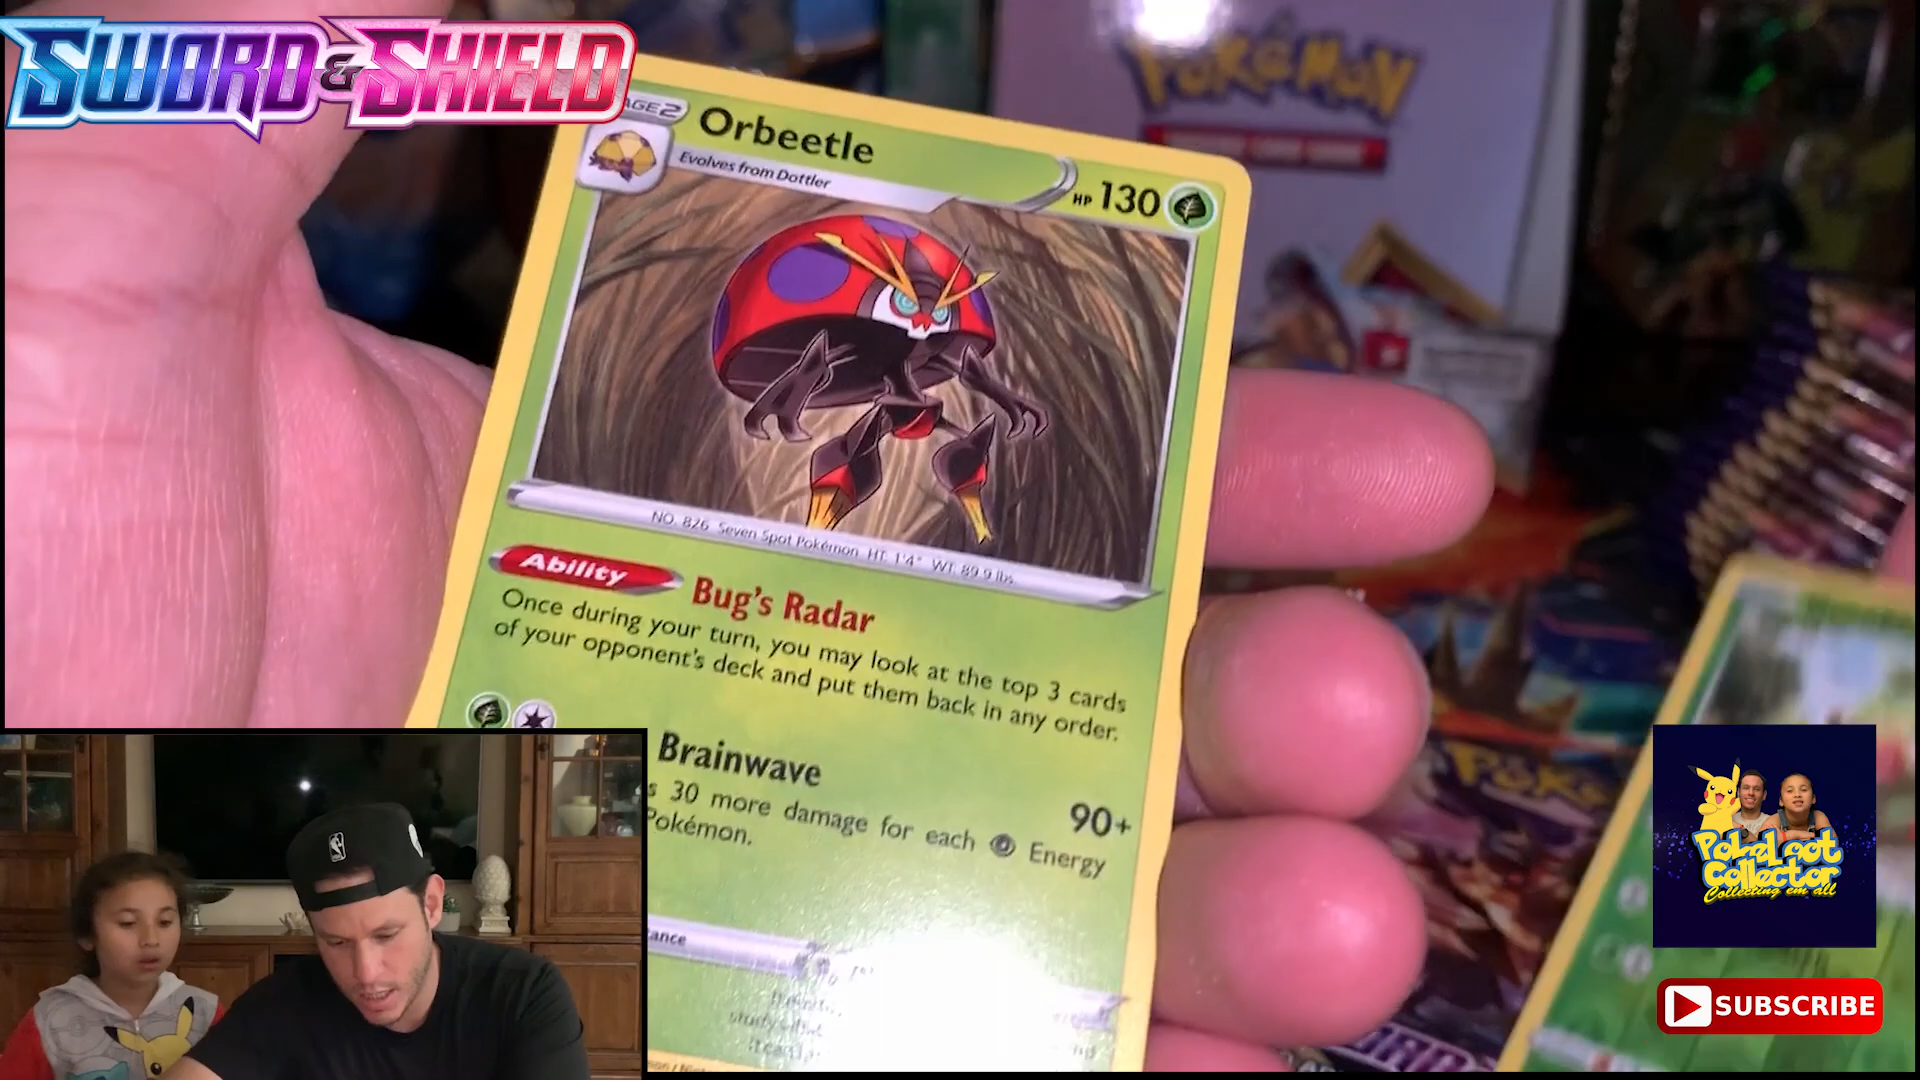 SWORD & SHIELD
POKÉMON
Orbeetle
Evolves from Dottler
HP 130
NO. 826 Seven Spot Pokémon HT: 1'4" WT: 89.9 lbs.
Ability Bug's Radar
Once during your turn, you may look at the top 3 cards
of your opponent's deck and put them back in any order.
Brainwave 90+
30 more damage for each Energy
Pokémon.
PokeLoot
Collector
Collecting em all
SUBSCRIBE